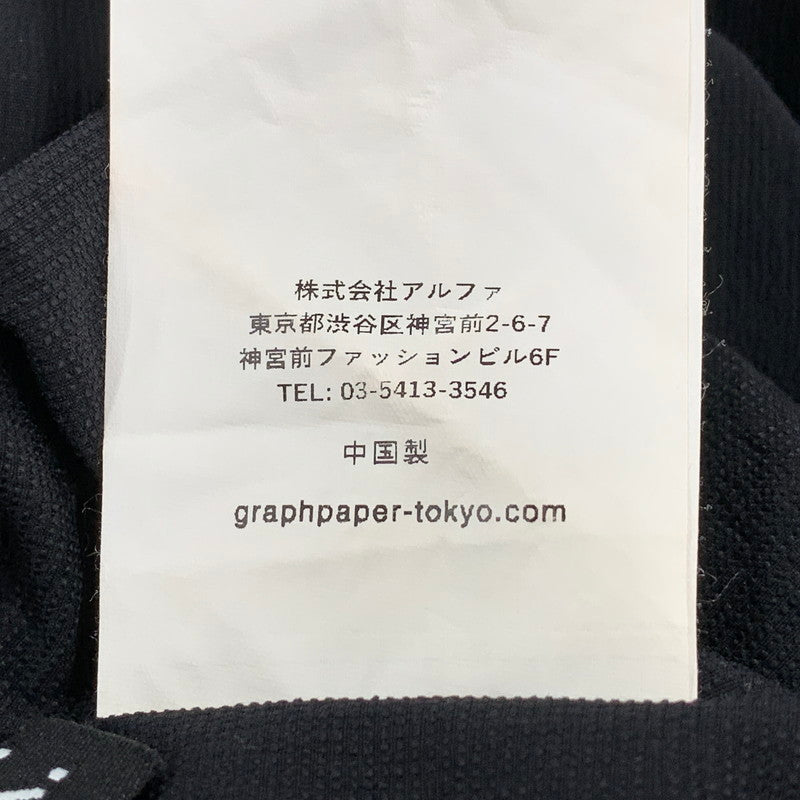 株式会社アルファ
東京都渋谷区神宮前2-6-7
神宮前ファッションビル6F
TEL: 03-5413-3546
中国製
graphpaper-tokyo.com